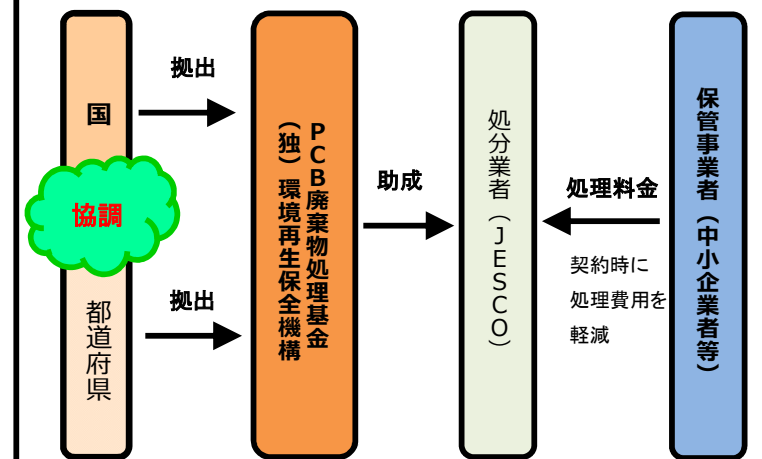 国
協調
都道府県
拠出
拠出
PCB廃棄物処理基金
(独)環境再生保全機構
助成
処分業者(JESCO)
処理料金
契約時に
処理費用を
軽減
保管事業者(中小企業者等)